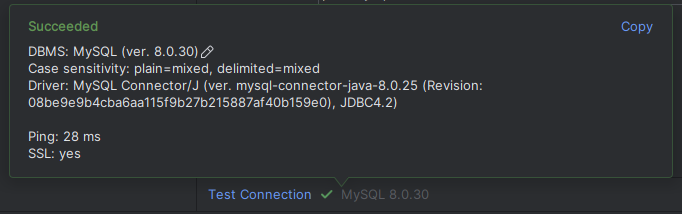 Succeeded Copy
DBMS: MySQL (ver. 8.0.30)
Case sensitivity: plain=mixed, delimited=mixed
Driver: MySQL Connector/J (ver. mysql-connector-java-8.0.25 (Revision:
08be9e9b4cba6aa115f9b27b215887af40b159e0), JDBC4.2)
Ping: 28 ms
SSL: yes
Test Connection ✓ MySQL 8.0.30